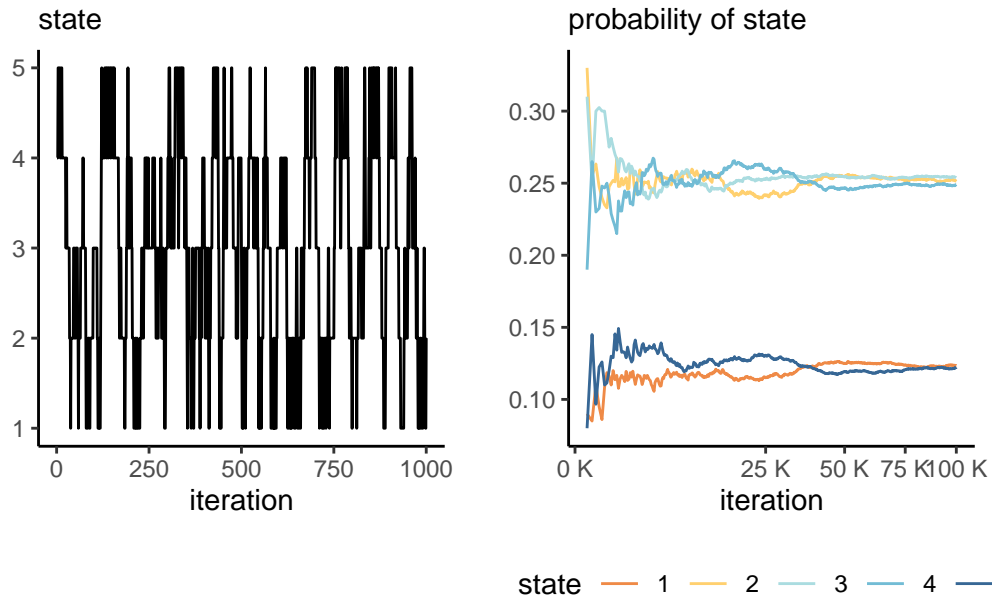 state
5
4
3
2
1
0 250 500 750 1000
iteration
probability of state
0.30
0.25
0.20
0.15
0.10
0 K 25 K 50 K 75 K 100 K
iteration
state 1 2 3 4